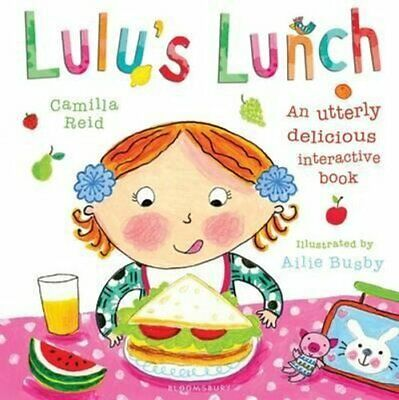 Lulu's Lunch
Camilla
Reid
An utterly
delicious
interactive
book
Illustrated by
Ailie Busby
BLOOMSBURY